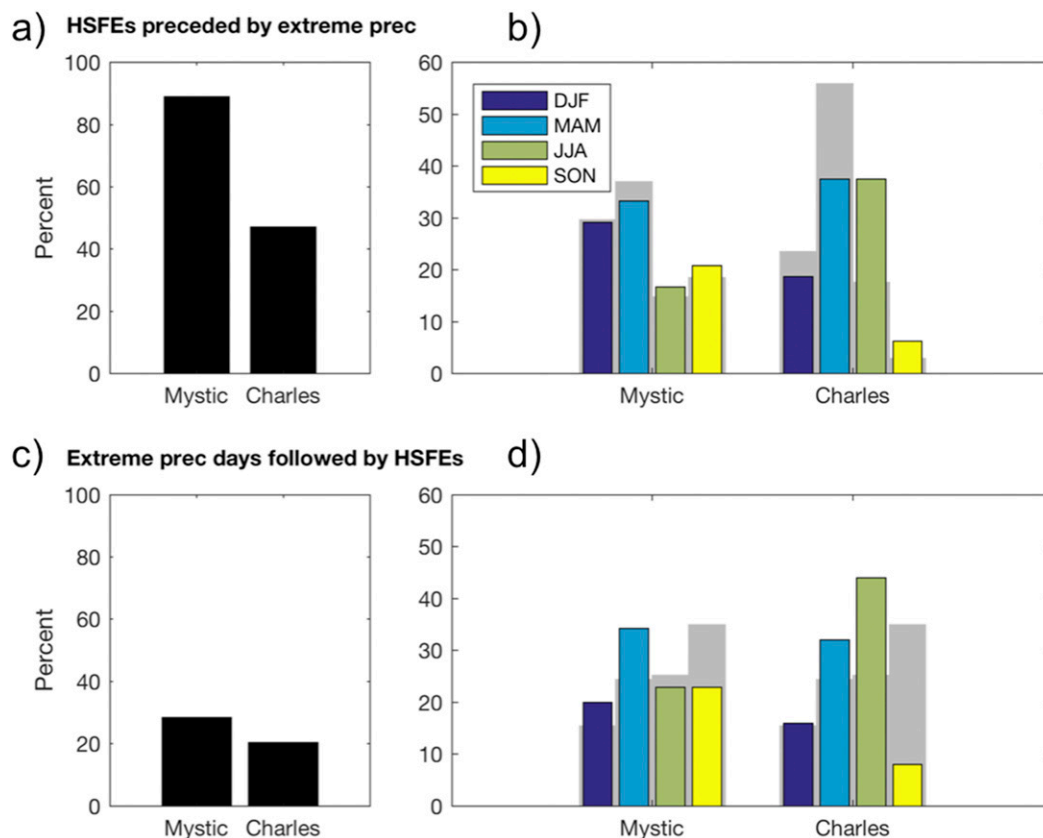 a) HSFEs preceded by extreme prec
100
80
60
40
20
0
Percent
Mystic Charles
b)
60
50
40
30
20
10
0
DJF
MAM
JJA
SON
Mystic Charles
c) Extreme prec days followed by HSFEs
100
80
60
40
20
0
Percent
Mystic Charles
d)
60
50
40
30
20
10
0
Mystic Charles